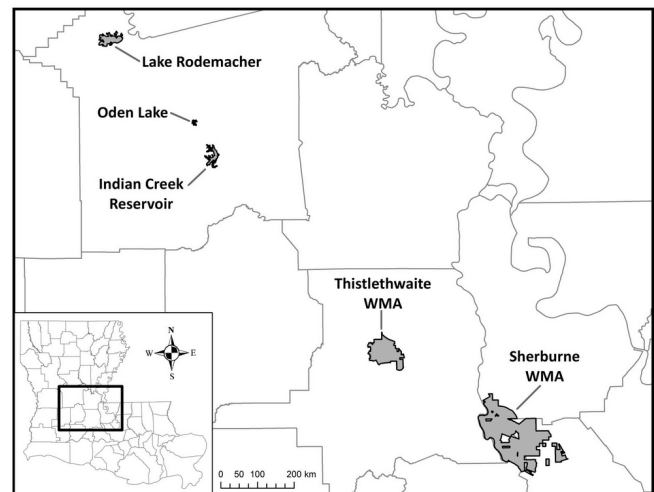 Lake Rodemacher
Oden Lake
Indian Creek
Reservoir
Thistlethwaite
WMA
Sherburne
WMA
N
W E
S
0 50 100 200 km